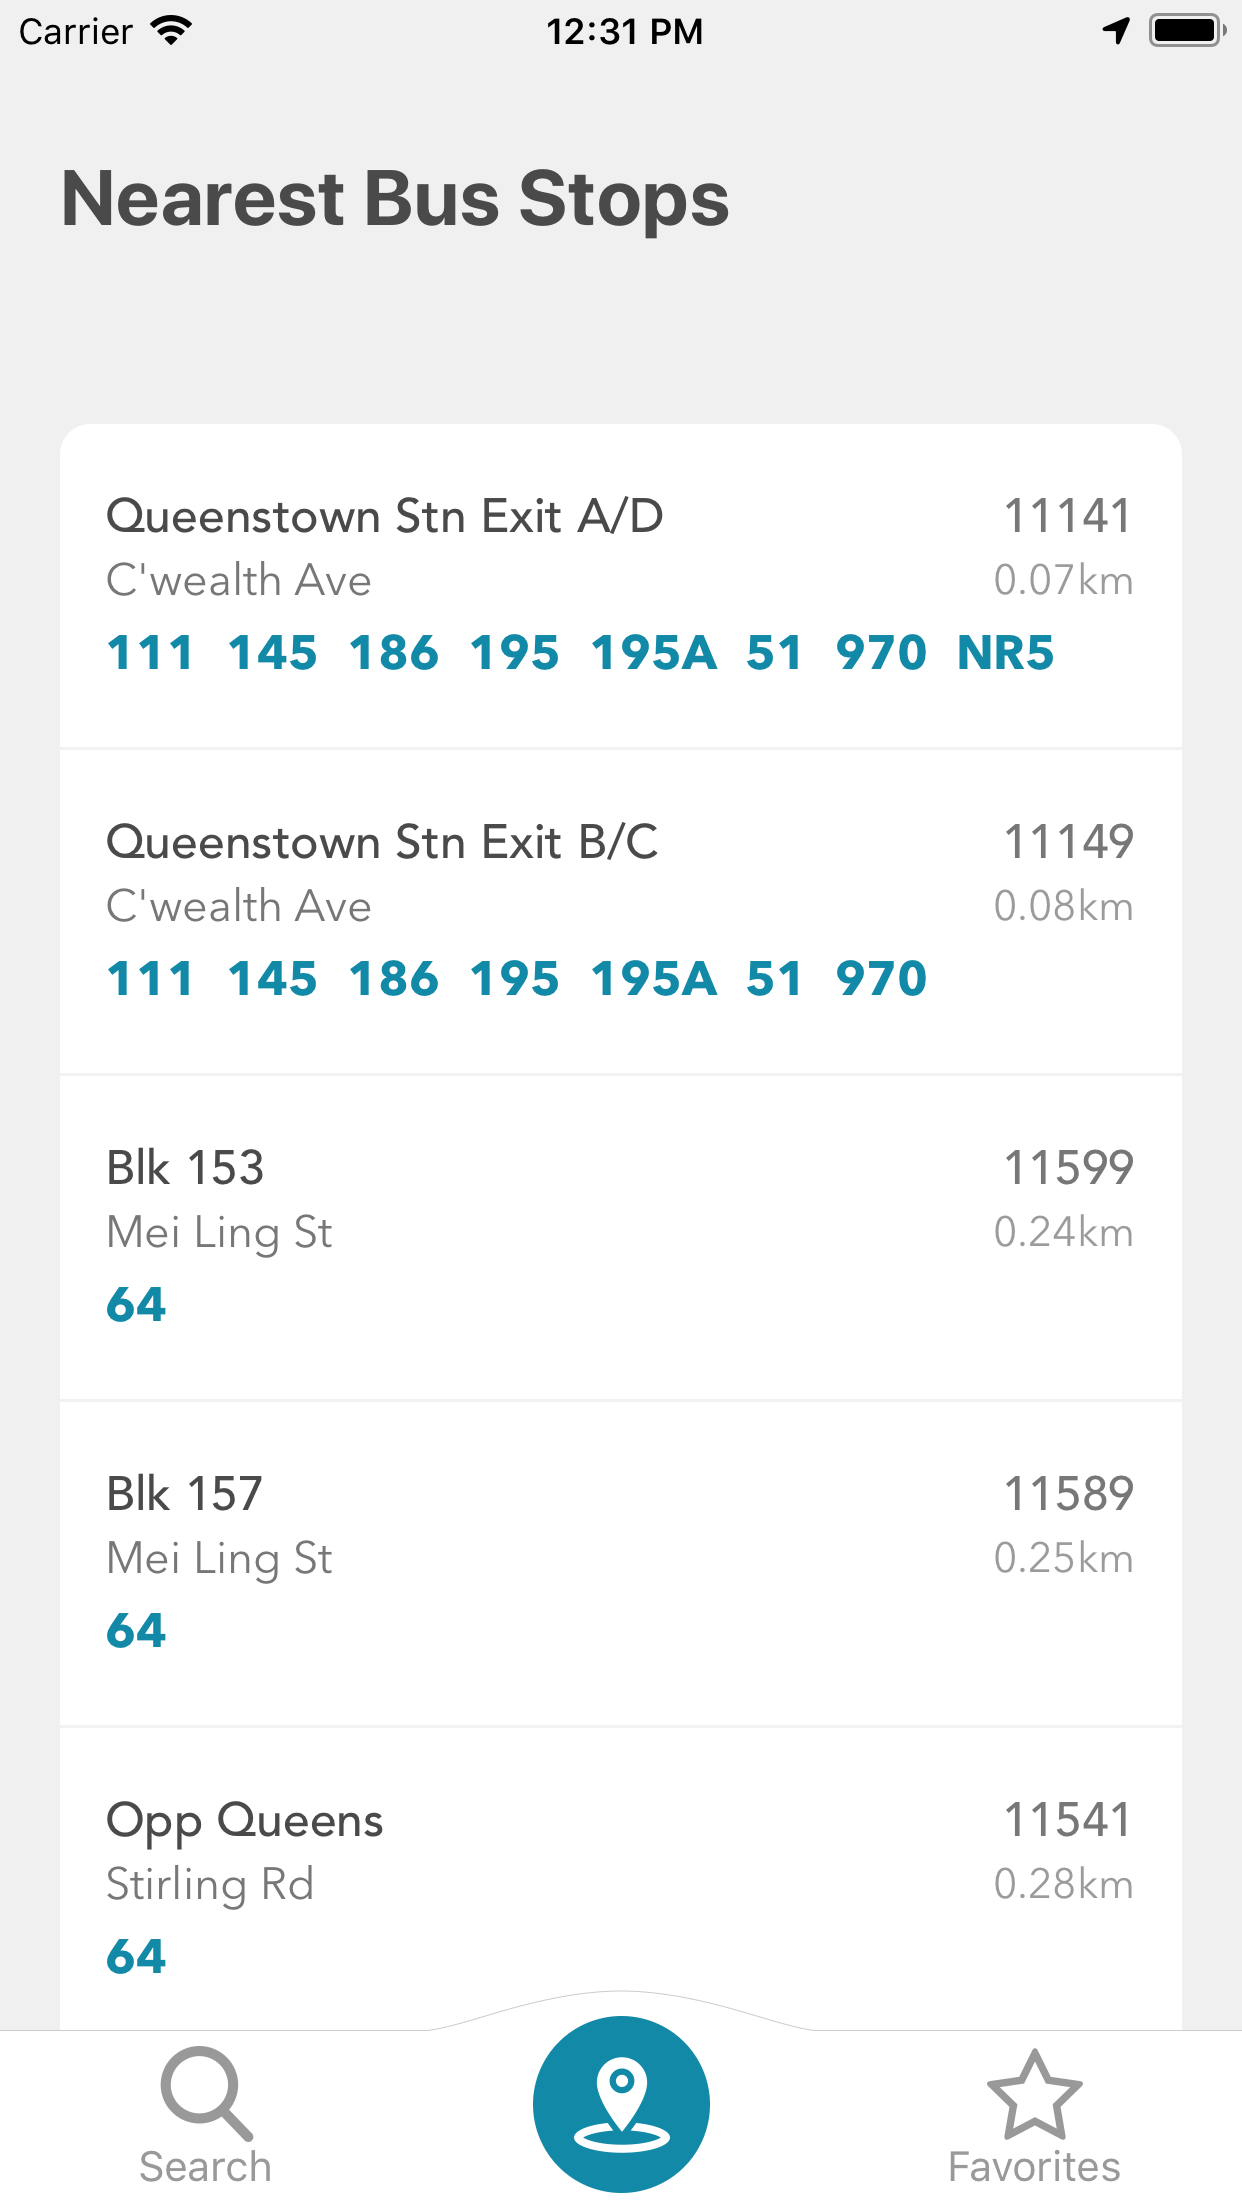 Carrier 12:31 PM
Nearest Bus Stops
Queenstown Stn Exit A/D 11141
C'wealth Ave 0.07km
111 145 186 195 195A 51 970 NR5
Queenstown Stn Exit B/C 11149
C'wealth Ave 0.08km
111 145 186 195 195A 51 970
Blk 153 11599
Mei Ling St 0.24km
64
Blk 157 11589
Mei Ling St 0.25km
64
Opp Queens 11541
Stirling Rd 0.28km
64
Search Favorites